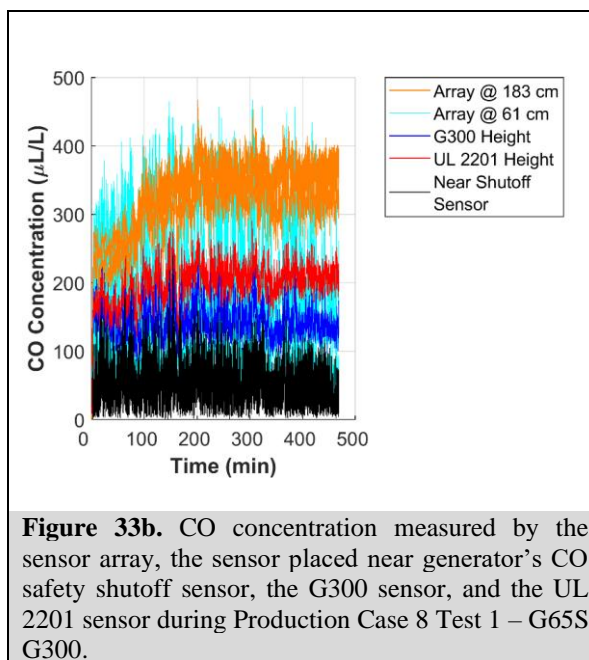 500
400
300
200
100
0
CO Concentration (µL/L)
0 100 200 300 400 500
Time (min)
Array @ 183 cm
Array @ 61 cm
G300 Height
UL 2201 Height
Near Shutoff
Sensor
Figure 33b. CO concentration measured by the
sensor array, the sensor placed near generator’s CO
safety shutoff sensor, the G300 sensor, and the UL
2201 sensor during Production Case 8 Test 1 – G65S
G300.